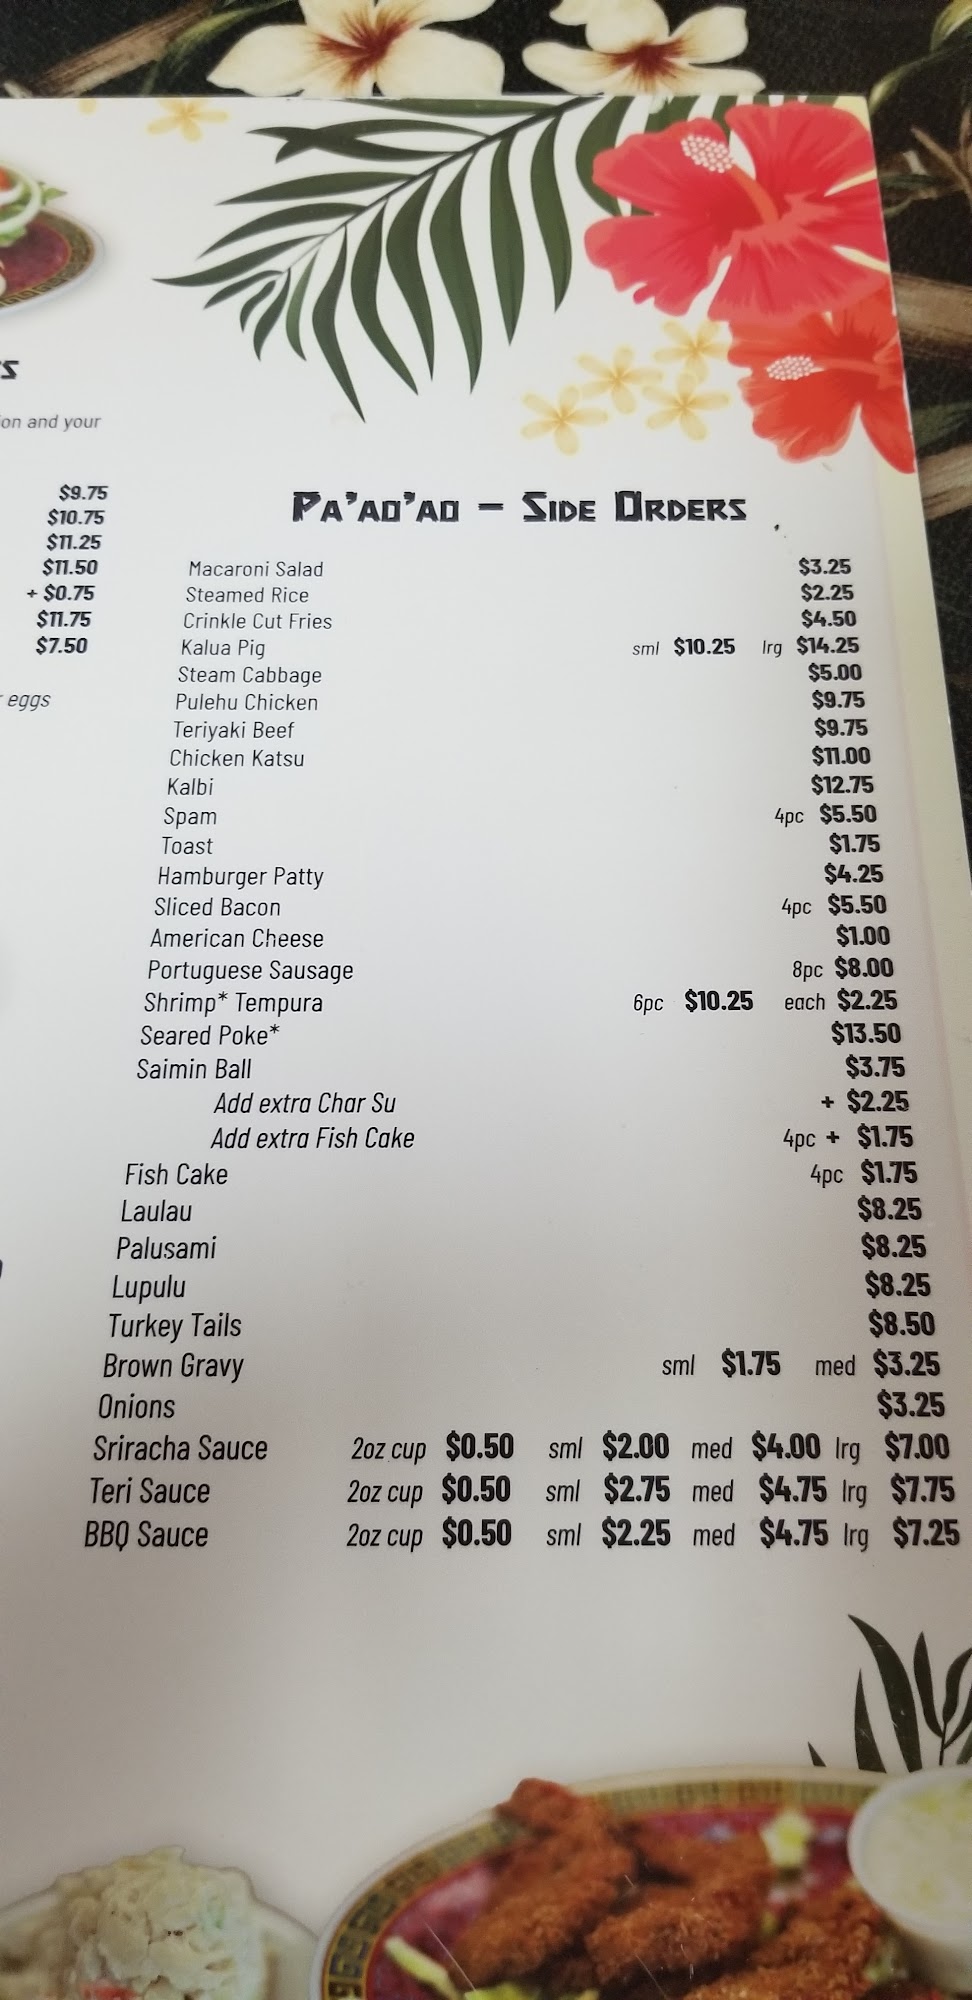 s
ion and your
$9.75
$10.75
$11.25
$11.50
+ $0.75
$11.75
$7.50
eggs
Pa'ao'ao - Side Orders
Macaroni Salad $3.25
Steamed Rice $2.25
Crinkle Cut Fries $4.50
Kalua Pig sml $10.25 lrg $14.25
Steam Cabbage $5.00
Pulehu Chicken $9.75
Teriyaki Beef $9.75
Chicken Katsu $11.00
Kalbi $12.75
Spam 4pc $5.50
Toast $1.75
Hamburger Patty $4.25
Sliced Bacon 4pc $5.50
American Cheese $1.00
Portuguese Sausage 8pc $8.00
Shrimp* Tempura 6pc $10.25 each $2.25
Seared Poke* $13.50
Saimin Ball $3.75
Add extra Char Su + $2.25
Add extra Fish Cake 4pc + $1.75
Fish Cake 4pc $1.75
Laulau $8.25
Palusami $8.25
Lupulu $8.25
Turkey Tails $8.50
Brown Gravy sml $1.75 med $3.25
Onions $3.25
Sriracha Sauce 2oz cup $0.50 sml $2.00 med $4.00 lrg $7.00
Teri Sauce 2oz cup $0.50 sml $2.75 med $4.75 lrg $7.75
BBQ Sauce 2oz cup $0.50 sml $2.25 med $4.75 lrg $7.25